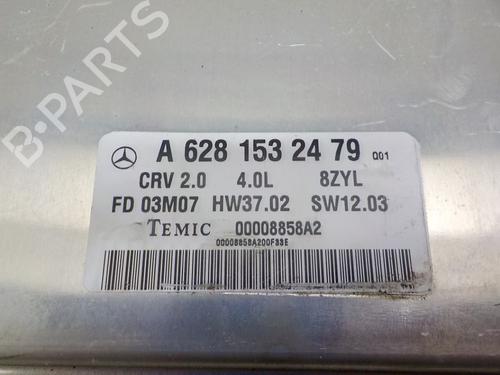 B-PARTS
A 628 153 24 79 Q01
CRV 2.0 4.0L 8ZYL
FD 03M07 HW37.02 SW12.03
TEMIC 00008858A2
00008858A200F33E